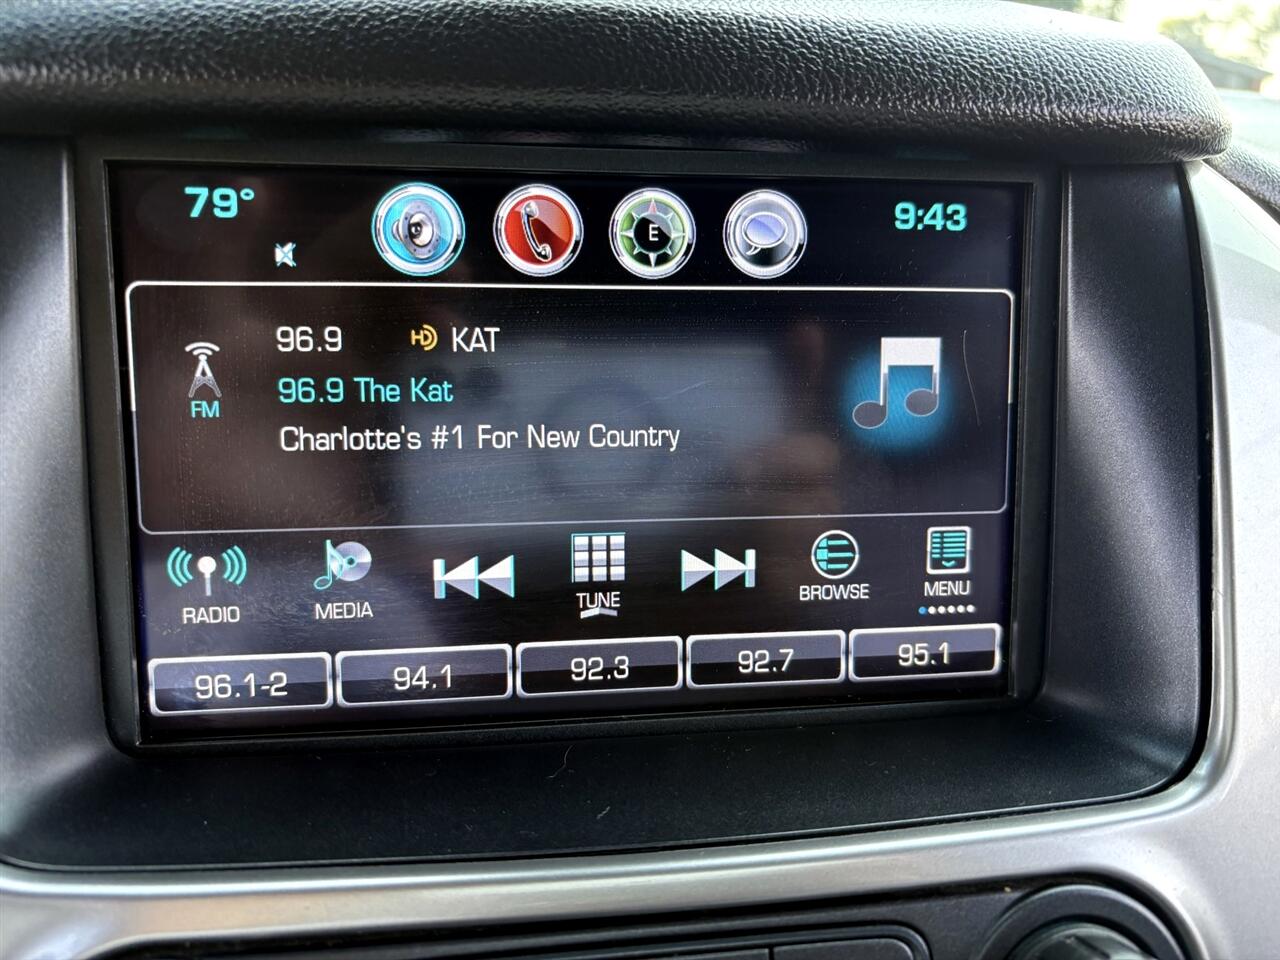 79° 9:43
E
96.9 HD KAT
96.9 The Kat
FM
Charlotte's #1 For New Country
RADIO MEDIA TUNE BROWSE MENU
96.1-2 94.1 92.3 92.7 95.1